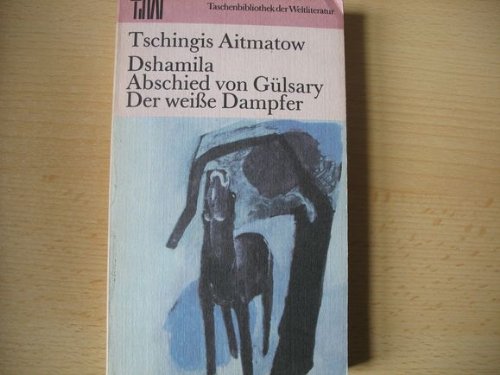 TdW
Taschenbibliothek der Weltliteratur
Tschingis Aitmatow
Dshamila
Abschied von Gülsary
Der weiße Dampfer